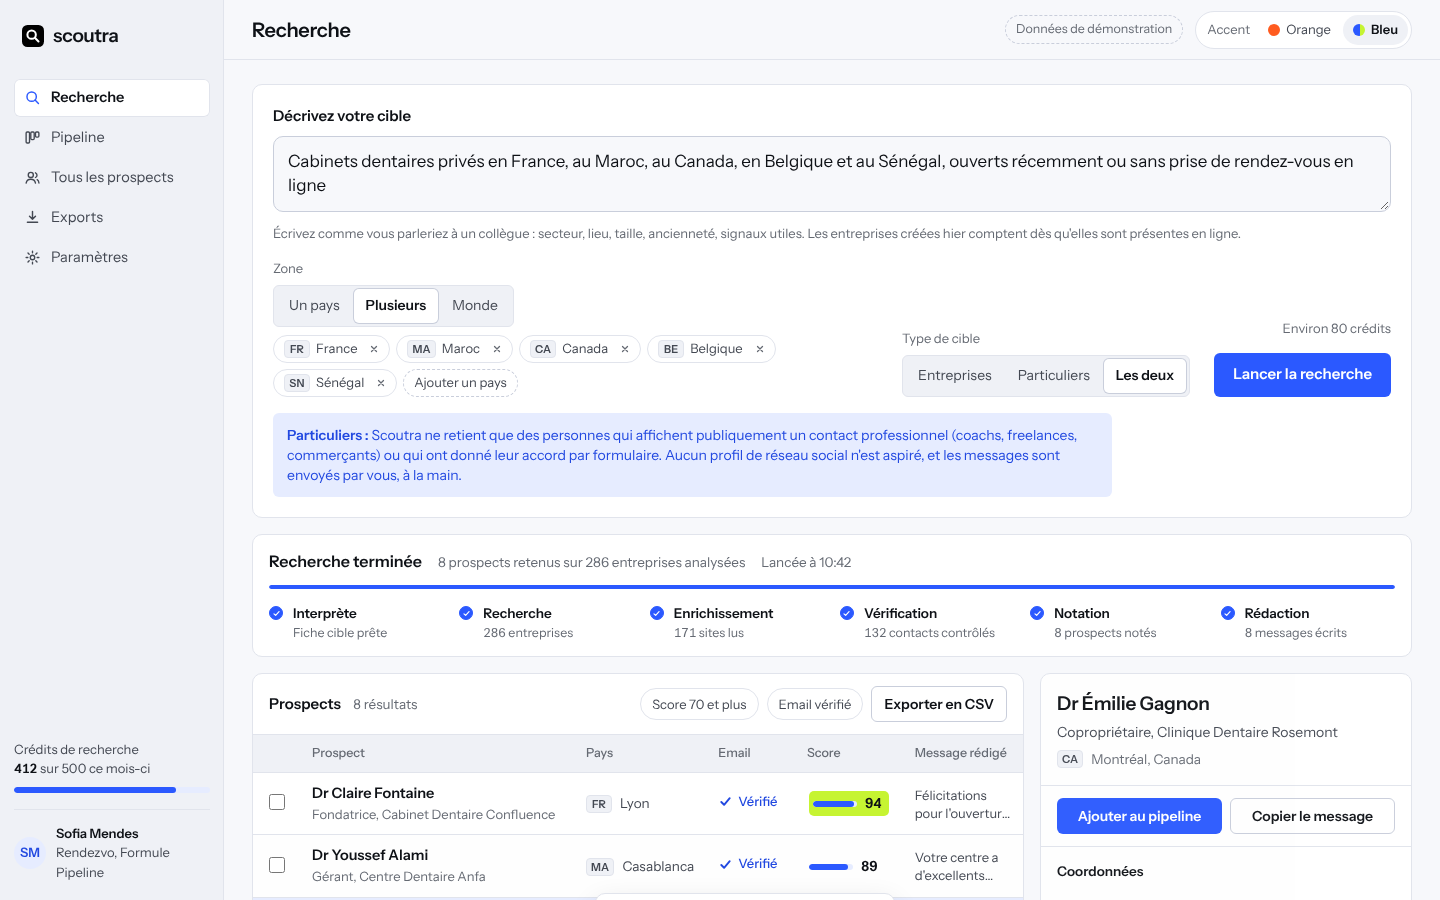 scoutra
Recherche
Pipeline
Tous les prospects
Exports
Paramètres
Crédits de recherche
412 sur 500 ce mois-ci
SM
Sofia Mendes
Rendezvo, Formule
Pipeline
Recherche
Données de démonstration
Accent
Orange
Bleu
Décrivez votre cible
Cabinets dentaires privés en France, au Maroc, au Canada, en Belgique et au Sénégal, ouverts récemment ou sans prise de rendez-vous en
ligne
Écrivez comme vous parleriez à un collègue : secteur, lieu, taille, ancienneté, signaux utiles. Les entreprises créées hier comptent dès qu'elles sont présentes en ligne.
Zone
Un pays
Plusieurs
Monde
FR France ×
MA Maroc ×
CA Canada ×
BE Belgique ×
SN Sénégal ×
Ajouter un pays
Type de cible
Entreprises
Particuliers
Les deux
Environ 80 crédits
Lancer la recherche
Particuliers : Scoutra ne retient que des personnes qui affichent publiquement un contact professionnel (coachs, freelances,
commerçants) ou qui ont donné leur accord par formulaire. Aucun profil de réseau social n'est aspiré, et les messages sont
envoyés par vous, à la main.
Recherche terminée
8 prospects retenus sur 286 entreprises analysées
Lancée à 10:42
Interprète
Fiche cible prête
Recherche
286 entreprises
Enrichissement
171 sites lus
Vérification
132 contacts contrôlés
Notation
8 prospects notés
Rédaction
8 messages écrits
Prospects
8 résultats
Score 70 et plus
Email vérifié
Exporter en CSV
Prospect
Pays
Email
Score
Message rédigé
Dr Claire Fontaine
Fondatrice, Cabinet Dentaire Confluence
FR Lyon
Vérifié
94
Félicitations
pour l'ouvertur...
Dr Youssef Alami
Gérant, Centre Dentaire Anfa
MA Casablanca
Vérifié
89
Votre centre a
d'excellents...
Dr Émilie Gagnon
Copropriétaire, Clinique Dentaire Rosemont
CA Montréal, Canada
Ajouter au pipeline
Copier le message
Coordonnées